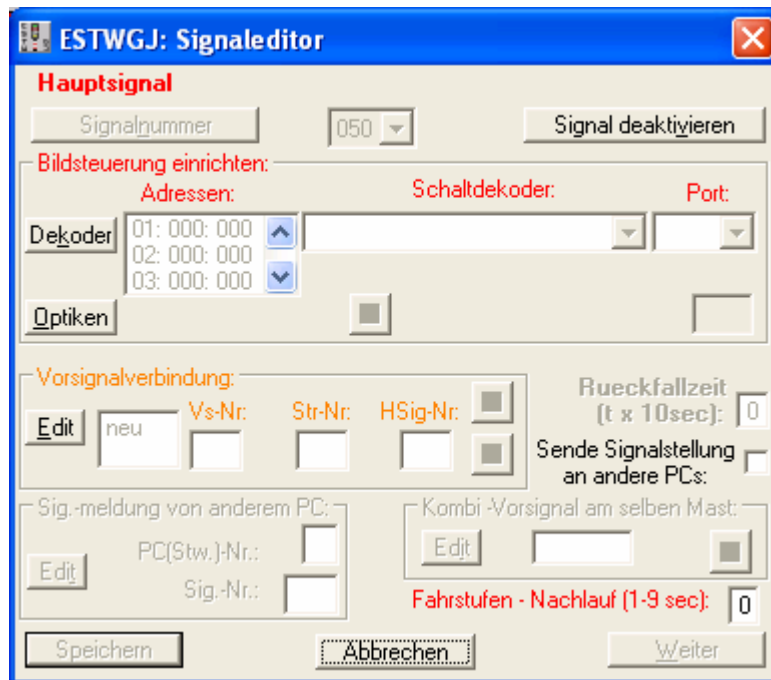 ESTWGJ: Signaleditor
Hauptsignal
Signalnummer 050 Signal deaktivieren
Bildsteuerung einrichten:
Adressen: Schaltdekoder: Port:
Dekoder
01: 000: 000
02: 000: 000
03: 000: 000
Optiken
Vorsignalverbindung:
Edit neu Vs-Nr: Str-Nr: HSig-Nr:
Rueckfallzeit
(t x 10sec): 0
Sende Signalstellung
an andere PCs:
Sig.-meldung von anderem PC:
Edit PC(Stw.)-Nr.:
Sig.-Nr.:
Kombi -Vorsignal am selben Mast:
Edit
Fahrstufen - Nachlauf (1-9 sec): 0
Speichern Abbrechen Weiter